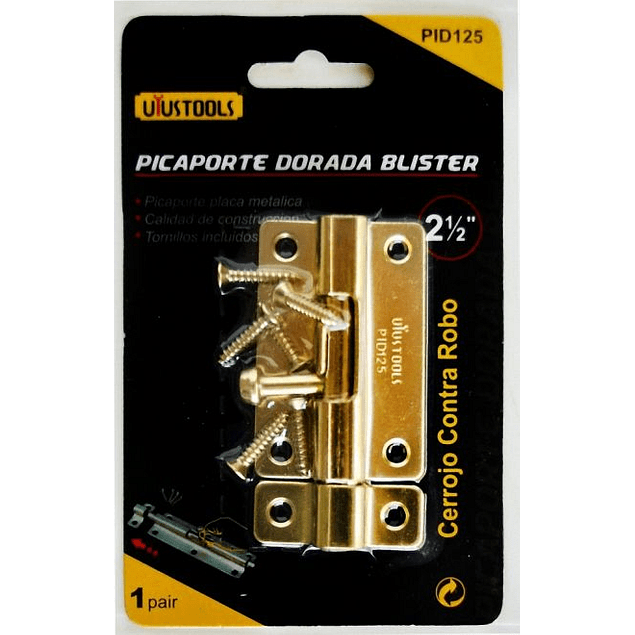 PID125
UYUSTOOLS
PICAPORTE DORADA BLISTER
• Picaporte placa metalica
• Calidad de construccion
• Tornillos incluidos
2½"
UYUSTOOLS
PID125
Cerrojo Contra Robo
1 pair